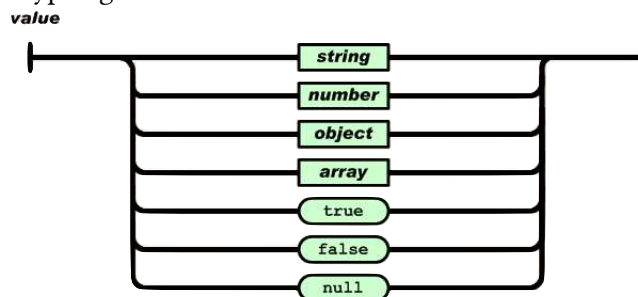 value
string
number
object
array
true
false
null